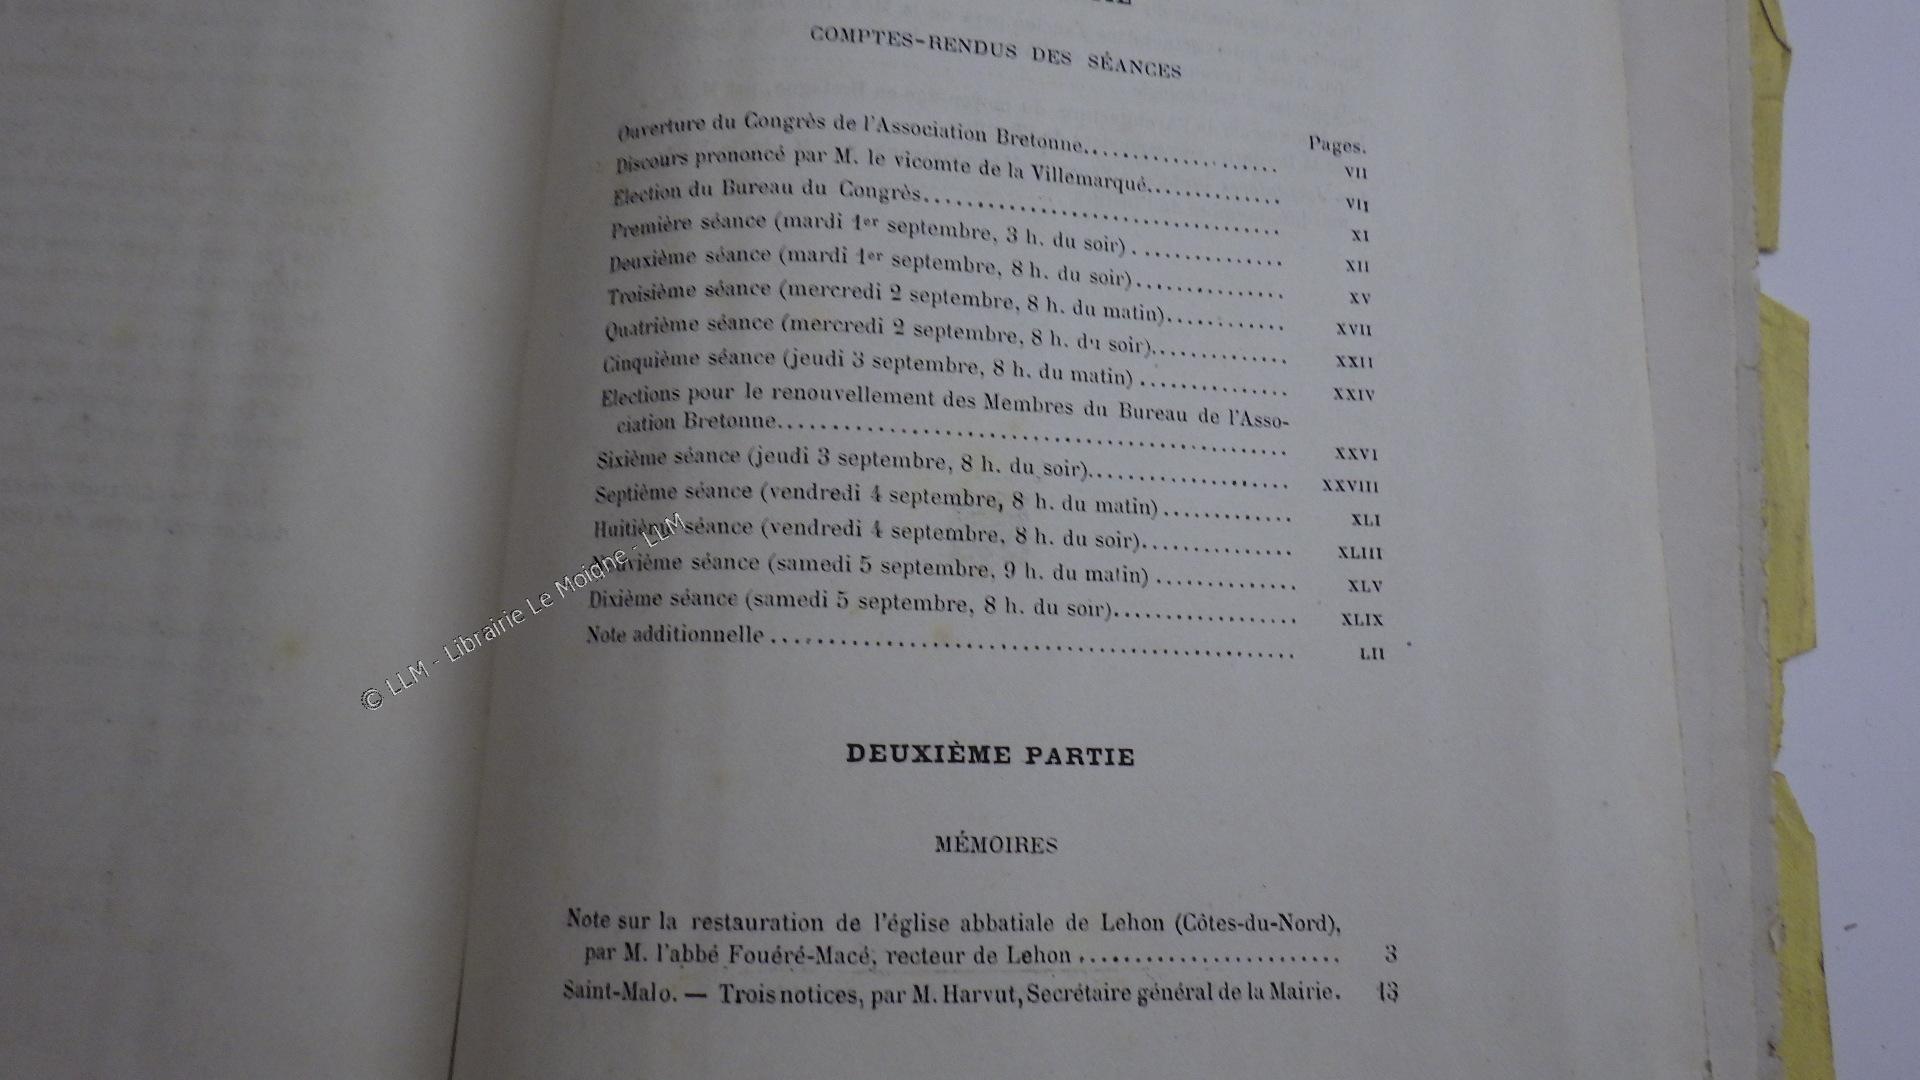 COMPTES-RENDUS DES SÉANCES
Pages.
Ouverture du Congrès de l'Association Bretonne.................... VII
Discours prononcé par M. le vicomte de la Villemarqué............. VII
Election du Bureau du Congrès................................. XI
Première séance (mardi 1er septembre, 3 h. du soir) ............... XII
Deuxième séance (mardi 1er septembre, 8 h. du soir)............... XV
Troisième séance (mercredi 2 septembre, 8 h. du matin)............ XVII
Quatrième séance (mercredi 2 septembre, 8 h. du soir)............. XXII
Cinquième séance (jeudi 3 septembre, 8 h. du matin) .............. XXIV
Elections pour le renouvellement des Membres du Bureau de l'Asso-
ciation Bretonne............................................. XXVI
Sixième séance (jeudi 3 septembre, 8 h. du soir)................... XXVIII
Septième séance (vendredi 4 septembre, 8 h. du matin)............ XLI
Huitième séance (vendredi 4 septembre, 8 h. du soir).............. XLIII
Neuvième séance (samedi 5 septembre, 9 h. du matin) ............. XLV
Dixième séance (samedi 5 septembre, 8 h. du soir)................. XLIX
Note additionnelle ............................................... LII
© LLM - Librairie Le Moigne - LLM
DEUXIÈME PARTIE
MÉMOIRES
Note sur la restauration de l'église abbatiale de Lehon (Côtes-du-Nord),
par M. l'abbé Fouéré-Macé, recteur de Lehon ........................ 3
Saint-Malo. — Trois notices, par M. Harvut, Secrétaire général de la Mairie. 13